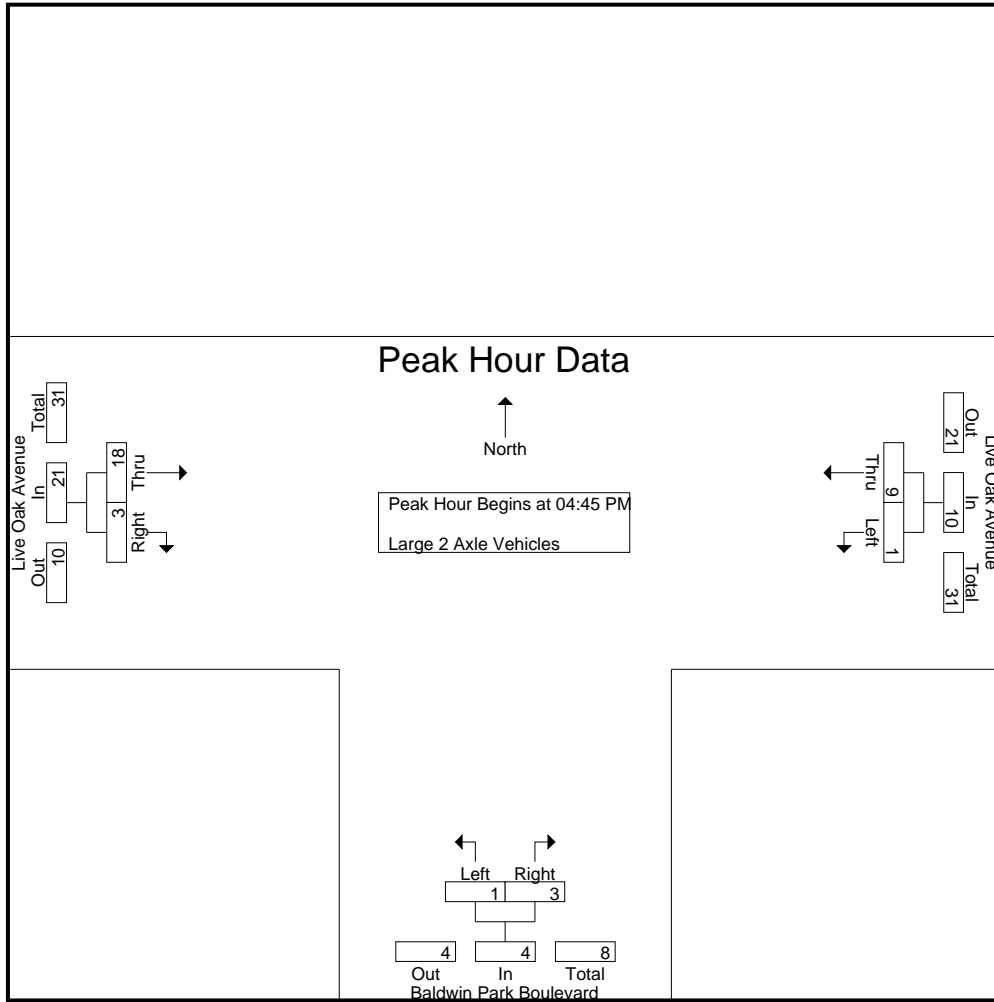 Peak Hour Data
North
Peak Hour Begins at 04:45 PM
Large 2 Axle Vehicles
Live Oak Avenue
Out
In
Total
10
21
31
Right
Thru
3
18
Live Oak Avenue
Out
In
Total
21
10
31
Thru
Left
9
1
Left
Right
1
3
4
4
8
Out
In
Total
Baldwin Park Boulevard